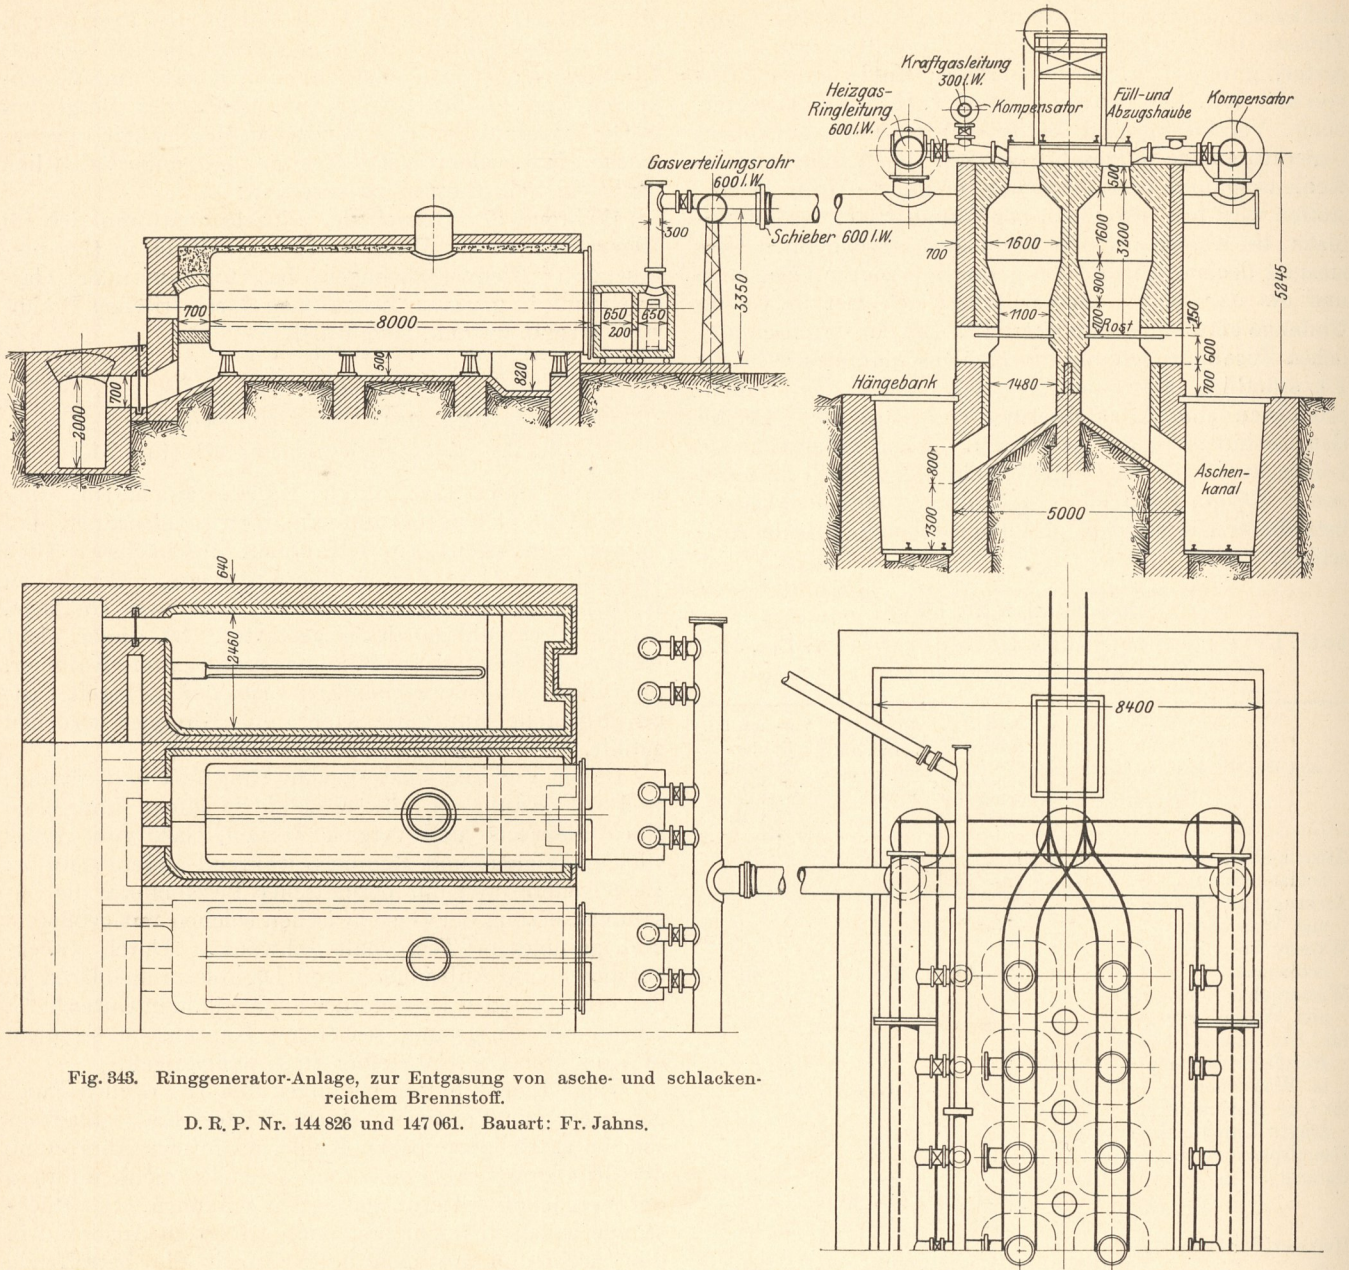 Kraftgasleitung
300 l.W.
Heizgas-
Ringleitung
600 l.W.
Kompensator
Füll- und
Abzugshaube
Kompensator
Gasverteilungsrohr
600 l.W.
300
Schieber 600 l.W.
3350
700
8000
650
650
200
500
820
700
2000
500
1600
3200
1600
700
900
1100
700
Rost
150
600
700
5245
1480
Hängebank
800
1300
5000
Aschen-
kanal
640
2460
8400
Fig. 343. Ringgenerator-Anlage, zur Entgasung von asche- und schlacken-
reichem Brennstoff.
D. R. P. Nr. 144 826 und 147 061. Bauart: Fr. Jahns.